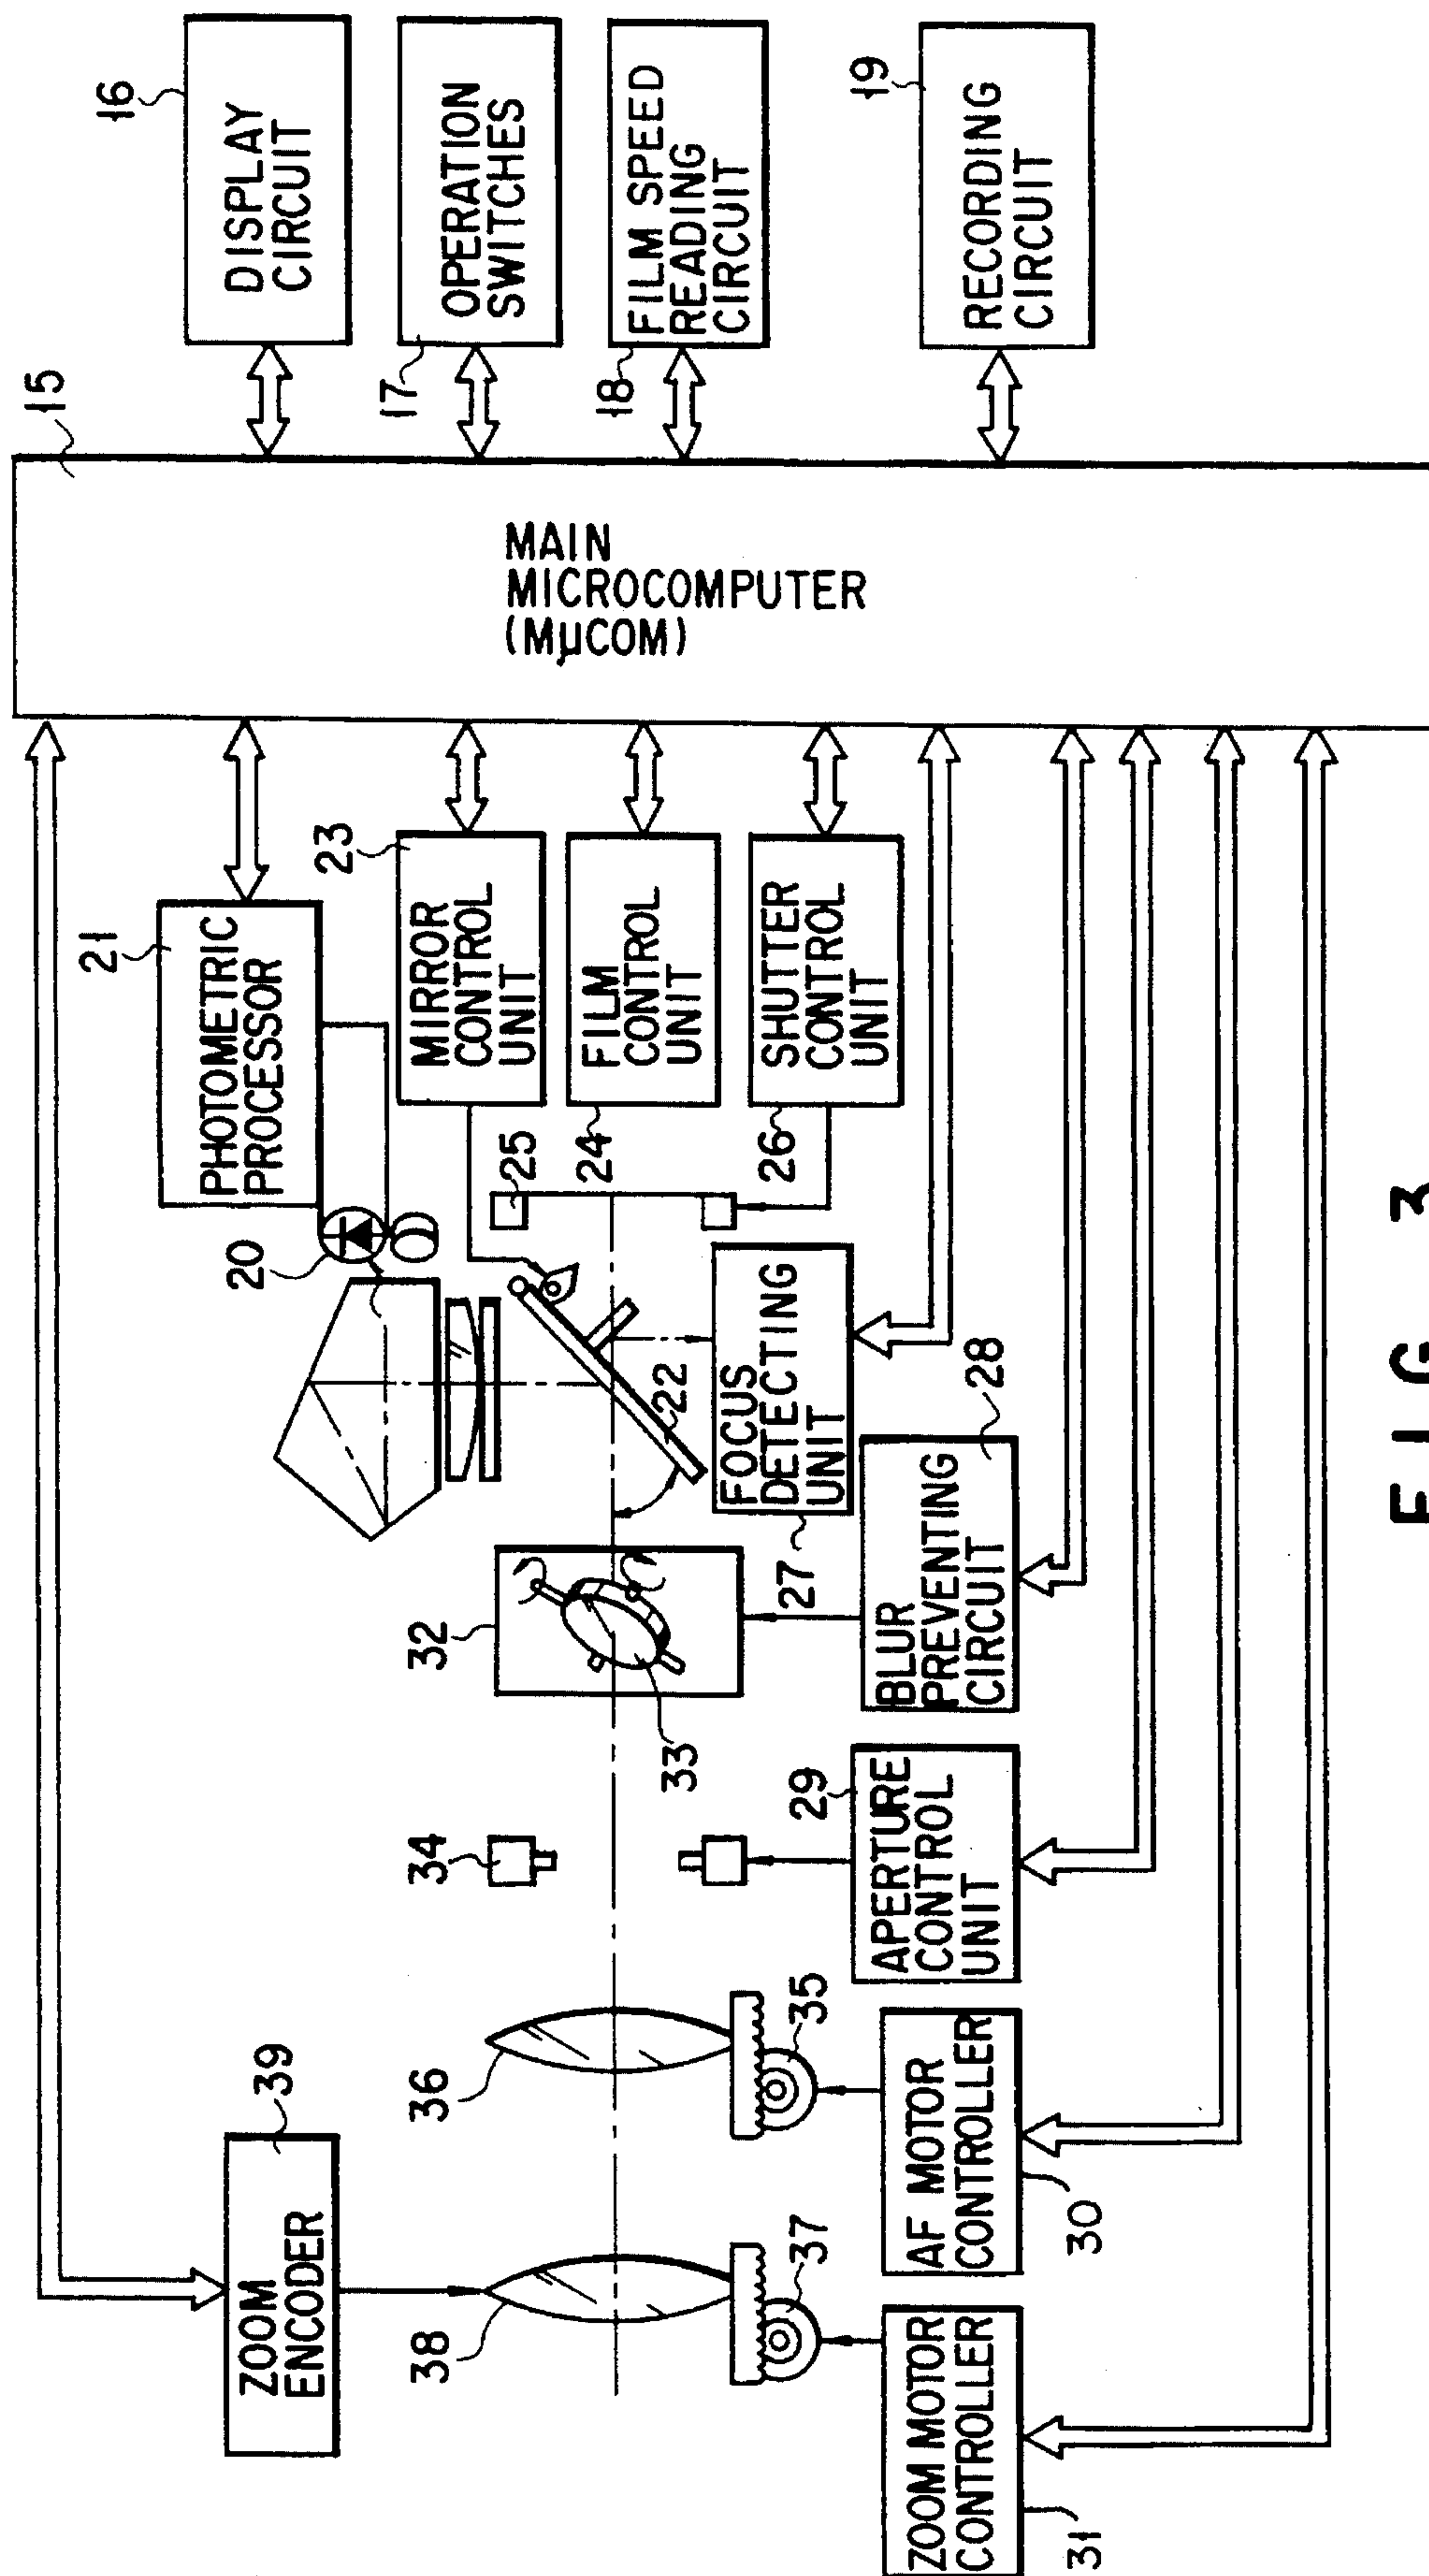 15
16
DISPLAY
CIRCUIT
17
OPERATION
SWITCHES
18
FILM SPEED
READING
CIRCUIT
19
RECORDING
CIRCUIT
MAIN
MICROCOMPUTER
(MμCOM)
21
PHOTOMETRIC
PROCESSOR
20
23
MIRROR
CONTROL
UNIT
24
FILM
CONTROL
UNIT
25
26
SHUTTER
CONTROL
UNIT
22
27
FOCUS
DETECTING
UNIT
28
BLUR
PREVENTING
CIRCUIT
32
33
34
29
APERTURE
CONTROL
UNIT
39
ZOOM
ENCODER
36
35
30
AF MOTOR
CONTROLLER
38
37
31
ZOOM MOTOR
CONTROLLER
FIG. 3